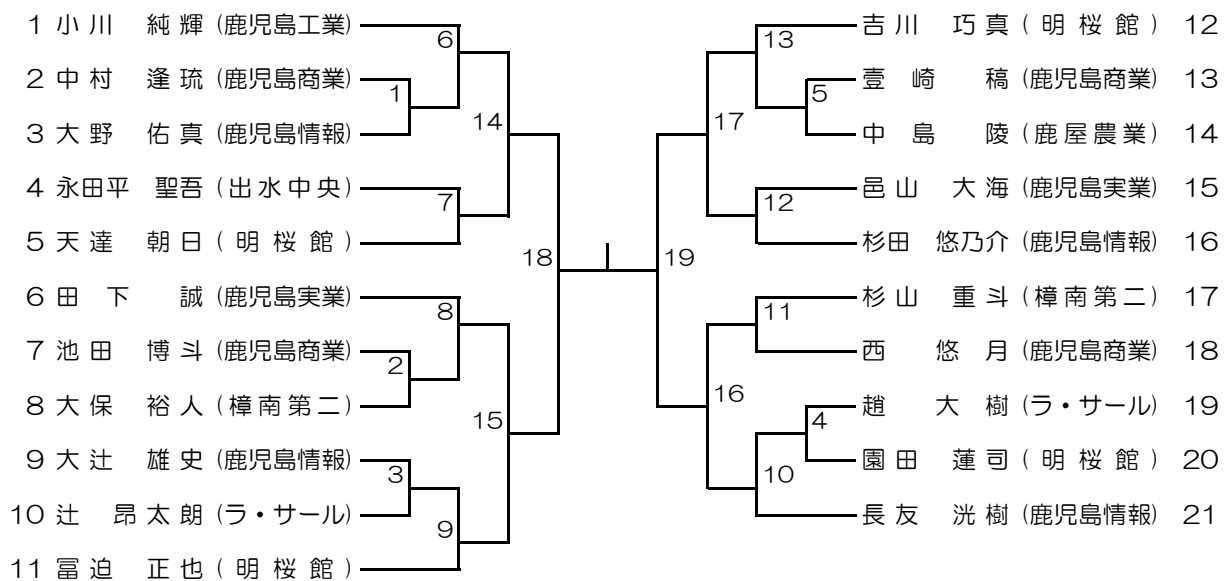 1 小川 純輝 (鹿児島工業)
2 中村 逢琉 (鹿児島商業)
3 大野 佑真 (鹿児島情報)
4 永田平 聖吾 (出水中央)
5 天達 朝日 (明桜館)
6 田下 誠 (鹿児島実業)
7 池田 博斗 (鹿児島商業)
8 大保 裕人 (樟南第二)
9 大辻 雄史 (鹿児島情報)
10 辻 昂太朗 (ラ・サール)
11 冨迫 正也 (明桜館)
6
1
14
7
18
8
2
15
3
9
13
5
17
12
19
11
16
4
10
吉川 巧真 (明桜館) 12
壹崎 稿 (鹿児島商業) 13
中島 陵 (鹿屋農業) 14
邑山 大海 (鹿児島実業) 15
杉田 悠乃介 (鹿児島情報) 16
杉山 重斗 (樟南第二) 17
西 悠月 (鹿児島商業) 18
趙 大樹 (ラ・サール) 19
園田 蓮司 (明桜館) 20
長友 洸樹 (鹿児島情報) 21